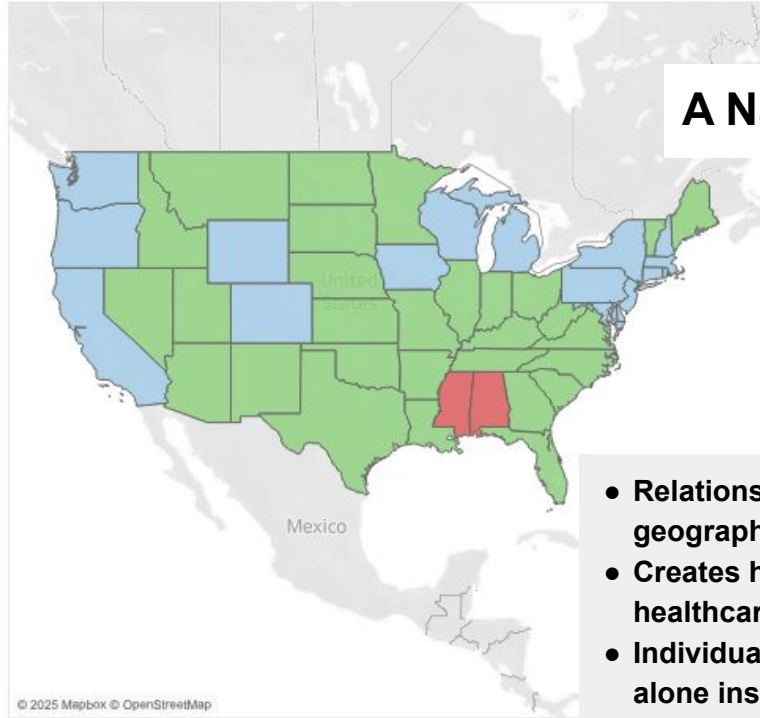 A N
United
States
Mexico
● Relations
geograph
● Creates h
healthcar
● Individua
alone ins
© 2025 Mapbox © OpenStreetMap